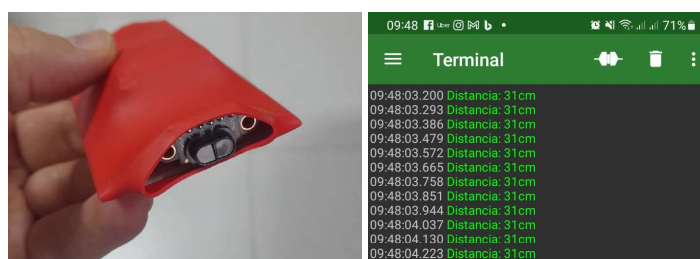 09:48 Uber 71%
Terminal
09:48:03.200 Distancia: 31cm
09:48:03.293 Distancia: 31cm
09:48:03.386 Distancia: 31cm
09:48:03.479 Distancia: 31cm
09:48:03.572 Distancia: 31cm
09:48:03.665 Distancia: 31cm
09:48:03.758 Distancia: 31cm
09:48:03.851 Distancia: 31cm
09:48:03.944 Distancia: 31cm
09:48:04.037 Distancia: 31cm
09:48:04.130 Distancia: 31cm
09:48:04.223 Distancia: 31cm